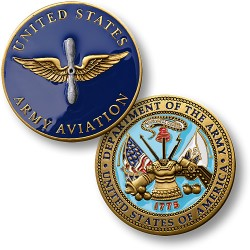 UNITED STATES
ARMY AVIATION
DEPARTMENT OF THE ARMY
1775
UNITED STATES OF AMERICA